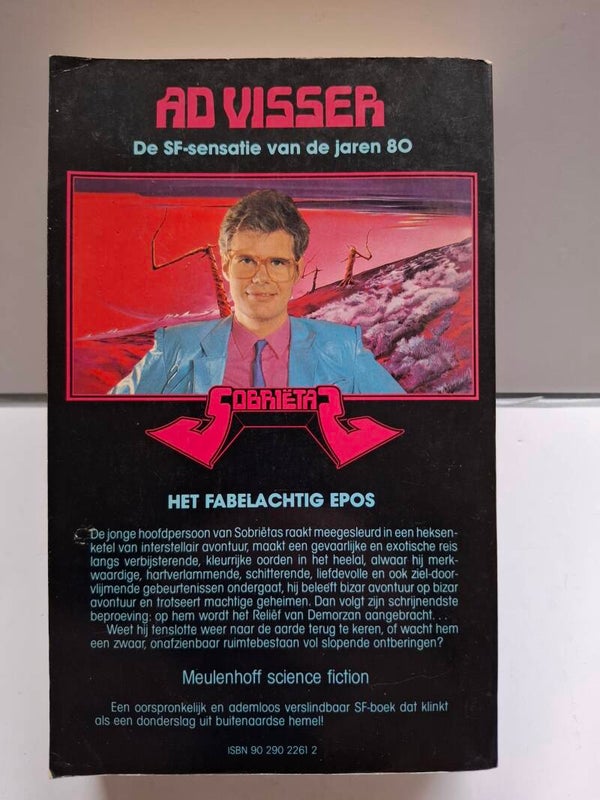 AD VISSER
De SF-sensatie van de jaren 80
SOBRIËTAS
HET FABELACHTIG EPOS
De jonge hoofdpersoon van Sobriëtas raakt meegesleurd in een heksen-
ketel van interstellair avontuur, maakt een gevaarlijke en exotische reis
langs verbijsterende, kleurrijke oorden in het heelal, alwaar hij merk-
waardige, hartverlammende, schitterende, liefdevolle en ook ziel-door-
vlijmende gebeurtenissen ondergaat, hij beleeft bizar avontuur op bizar
avontuur en trotseert machtige geheimen. Dan volgt zijn schrijnendste
beproeving: op hem wordt het Reliëf van Demorzan aangebracht...
Weet hij tenslotte weer naar de aarde terug te keren, of wacht hem
een zwaar, onafzienbaar ruimtebestaan vol slopende ontberingen?
Meulenhoff science fiction
Een oorspronkelijk en ademloos verslindbaar SF-boek dat klinkt
als een donderslag uit buitenaardse hemel!
ISBN 90 290 2261 2